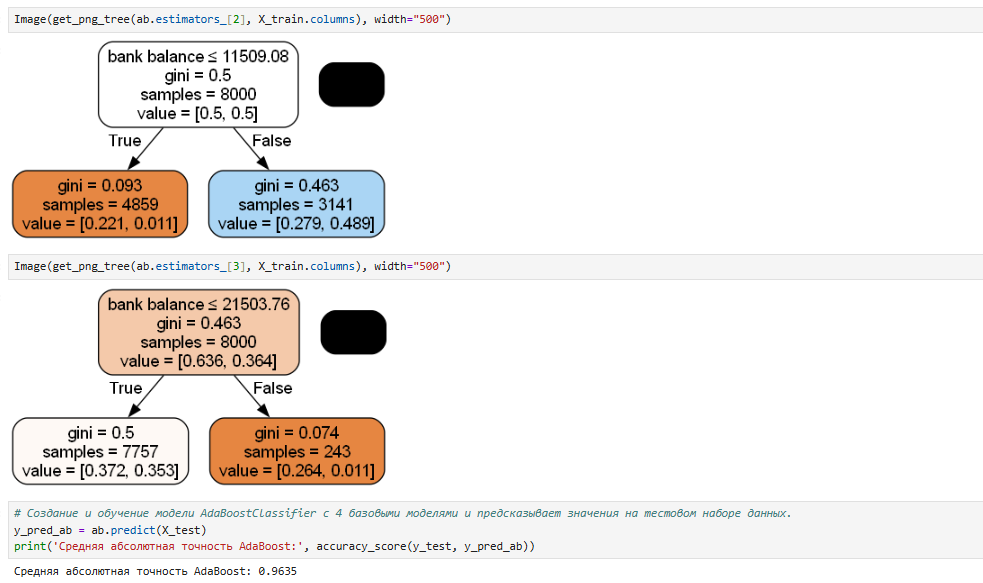 Image(get_png_tree(ab.estimators_[2], X_train.columns), width="500")
bank balance ≤ 11509.08
gini = 0.5
samples = 8000
value = [0.5, 0.5]
True
False
gini = 0.093
samples = 4859
value = [0.221, 0.011]
gini = 0.463
samples = 3141
value = [0.279, 0.489]
Image(get_png_tree(ab.estimators_[3], X_train.columns), width="500")
bank balance ≤ 21503.76
gini = 0.463
samples = 8000
value = [0.636, 0.364]
True
False
gini = 0.5
samples = 7757
value = [0.372, 0.353]
gini = 0.074
samples = 243
value = [0.264, 0.011]
# Создание и обучение модели AdaBoostClassifier с 4 базовыми моделями и предсказывает значения на тестовом наборе данных.
y_pred_ab = ab.predict(X_test)
print('Средняя абсолютная точность AdaBoost:', accuracy_score(y_test, y_pred_ab))
Средняя абсолютная точность AdaBoost: 0.9635